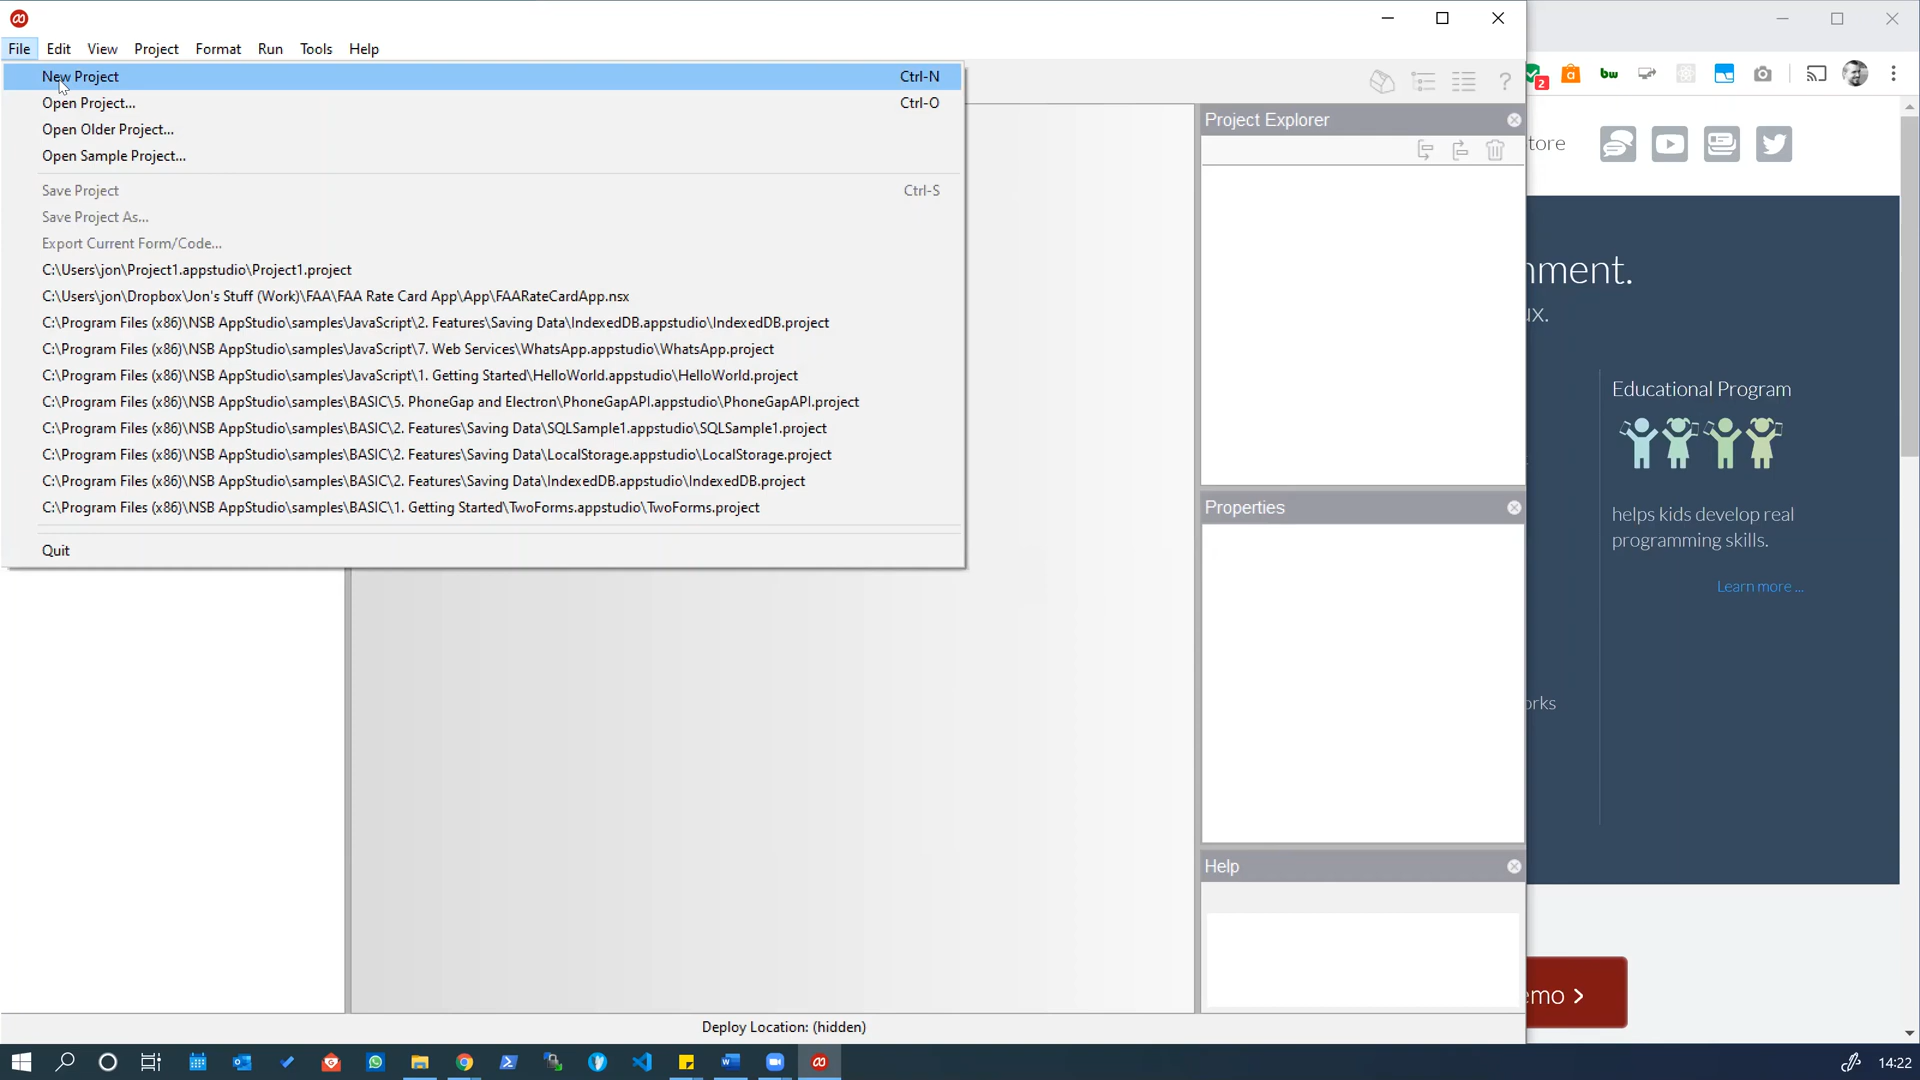 File Edit View Project Format Run Tools Help
New Project Ctrl-N
Open Project... Ctrl-O
Open Older Project...
Open Sample Project...
Save Project Ctrl-S
Save Project As...
Export Current Form/Code...
C:\Users\jon\Project1.appstudio\Project1.project
C:\Users\jon\Dropbox\Jon's Stuff (Work)\FAA\FAA Rate Card App\App\FAARateCardApp.nsx
C:\Program Files (x86)\NSB AppStudio\samples\JavaScript\2. Features\Saving Data\IndexedDB.appstudio\IndexedDB.project
C:\Program Files (x86)\NSB AppStudio\samples\JavaScript\7. Web Services\WhatsApp.appstudio\WhatsApp.project
C:\Program Files (x86)\NSB AppStudio\samples\JavaScript\1. Getting Started\HelloWorld.appstudio\HelloWorld.project
C:\Program Files (x86)\NSB AppStudio\samples\BASIC\5. PhoneGap and Electron\PhoneGapAPI.appstudio\PhoneGapAPI.project
C:\Program Files (x86)\NSB AppStudio\samples\BASIC\2. Features\Saving Data\SQLSample1.appstudio\SQLSample1.project
C:\Program Files (x86)\NSB AppStudio\samples\BASIC\2. Features\Saving Data\LocalStorage.appstudio\LocalStorage.project
C:\Program Files (x86)\NSB AppStudio\samples\BASIC\2. Features\Saving Data\IndexedDB.appstudio\IndexedDB.project
C:\Program Files (x86)\NSB AppStudio\samples\BASIC\1. Getting Started\TwoForms.appstudio\TwoForms.project
Quit
Project Explorer
Properties
Help
Deploy Location: (hidden)
2
bw
tore
nment.
ux.
Educational Program
helps kids develop real
programming skills.
Learn more ...
orks
emo
14:22